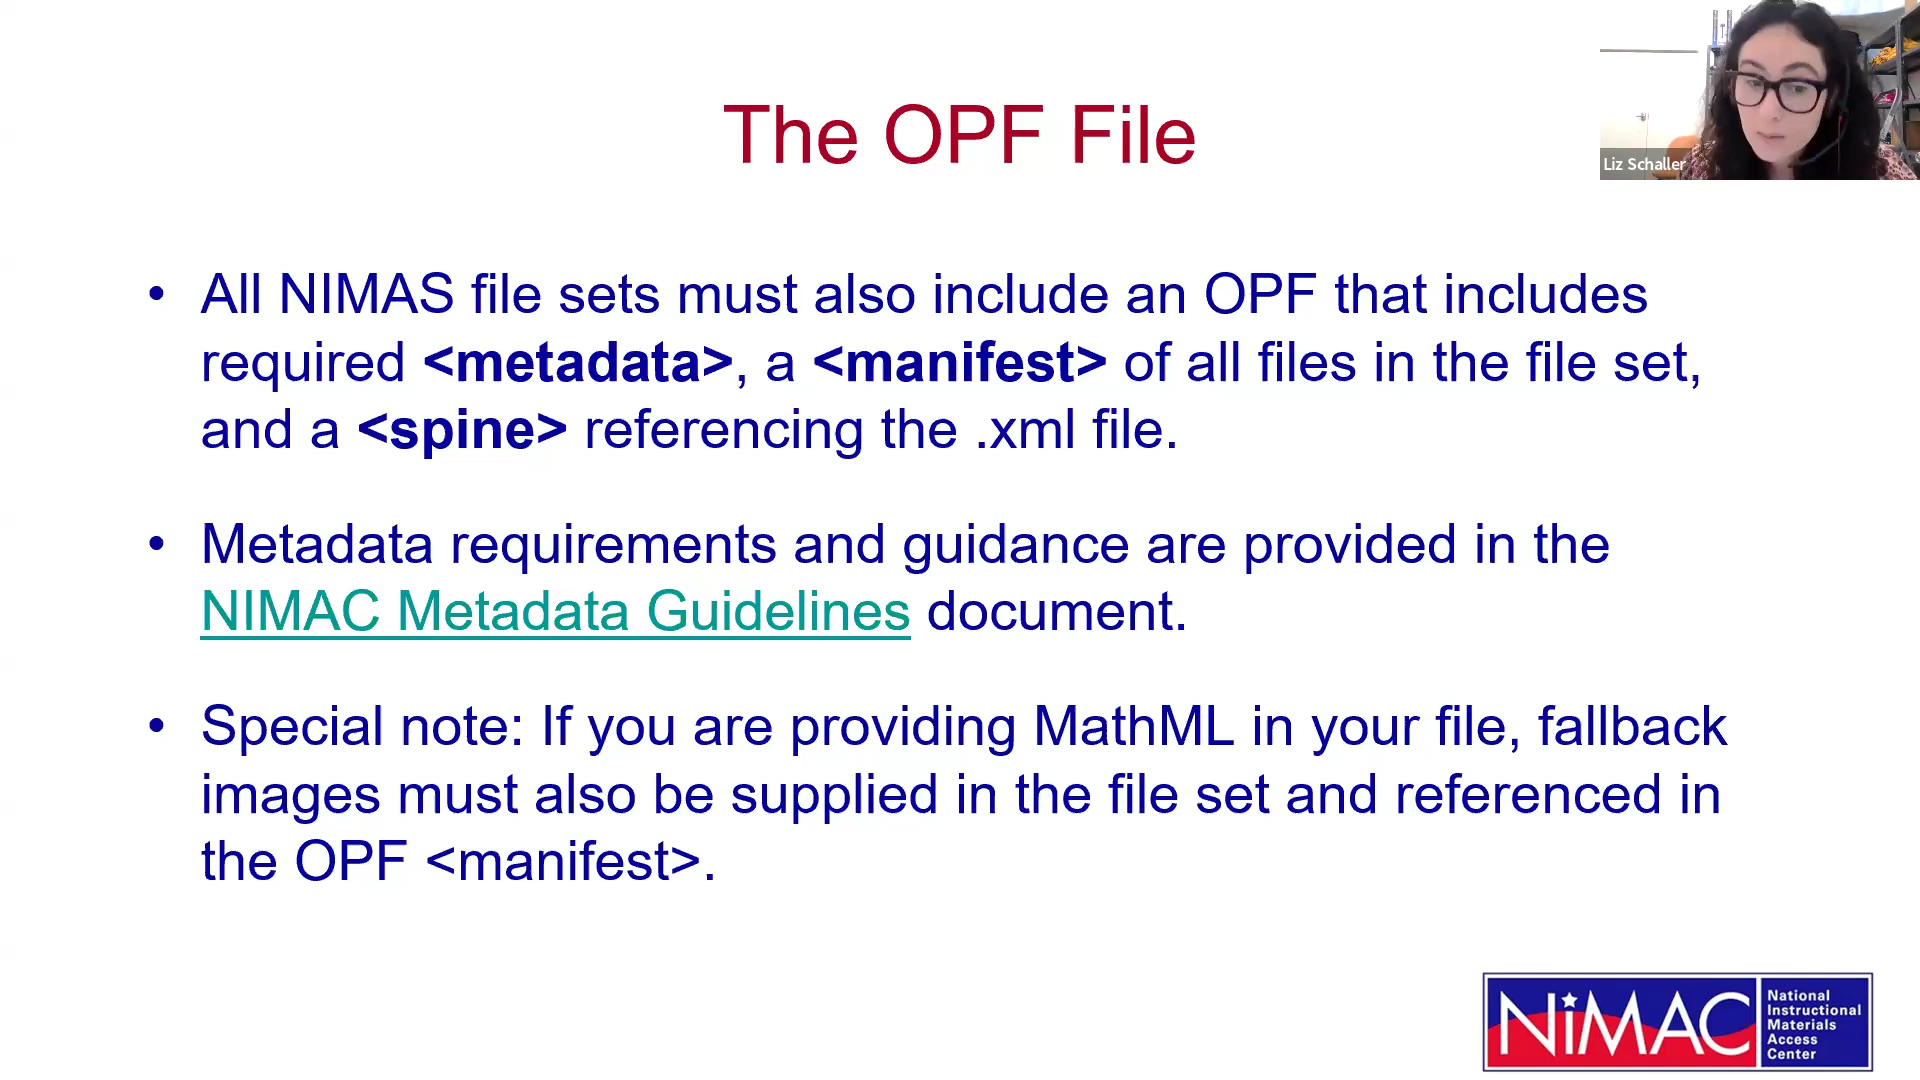 The OPF File
Liz Schaller
• All NIMAS file sets must also include an OPF that includes
required <metadata>, a <manifest> of all files in the file set,
and a <spine> referencing the .xml file.
• Metadata requirements and guidance are provided in the
NIMAC Metadata Guidelines document.
• Special note: If you are providing MathML in your file, fallback
images must also be supplied in the file set and referenced in
the OPF <manifest>.
NiMAC
National
Instructional
Materials
Access
Center